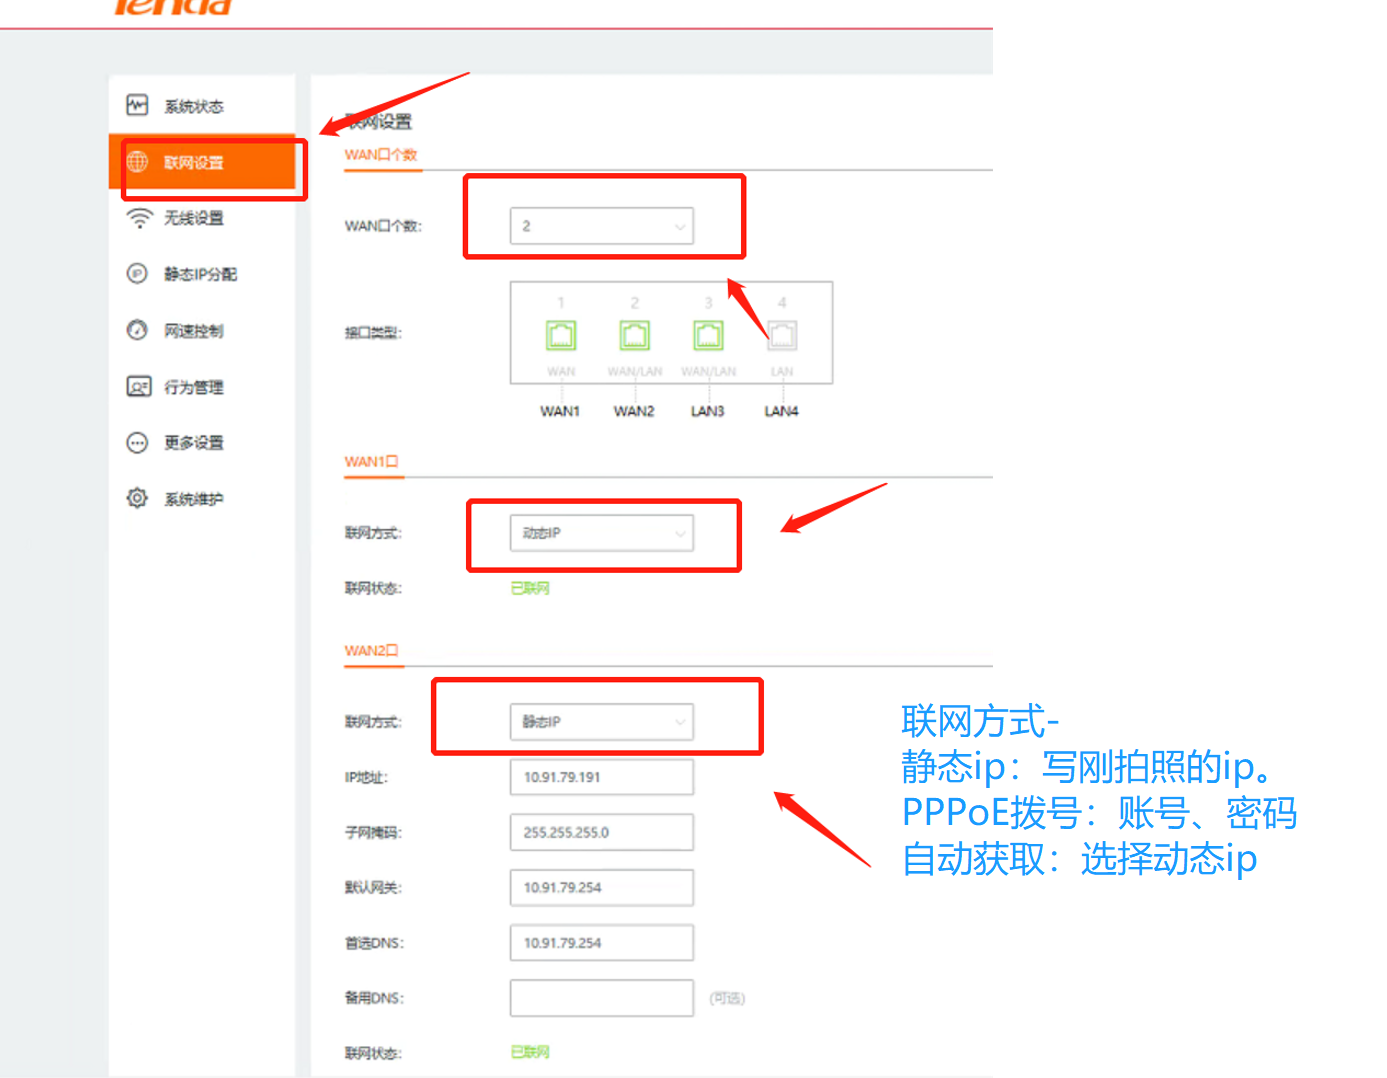 Tenda
系统状态
联网设置
无线设置
静态IP分配
网速控制
行为管理
更多设置
系统维护
联网设置
WAN口个数
WAN口个数: 2
接口类型:
1 2 3 4
WAN WAN/LAN WAN/LAN LAN
WAN1 WAN2 LAN3 LAN4
WAN1口
联网方式: 动态IP
联网状态: 已联网
WAN2口
联网方式: 静态IP
IP地址: 10.91.79.191
子网掩码: 255.255.255.0
默认网关: 10.91.79.254
首选DNS: 10.91.79.254
备用DNS: (可选)
联网状态: 已联网
联网方式-
静态ip：写刚拍照的ip。
PPPoE拨号：账号、密码
自动获取：选择动态ip